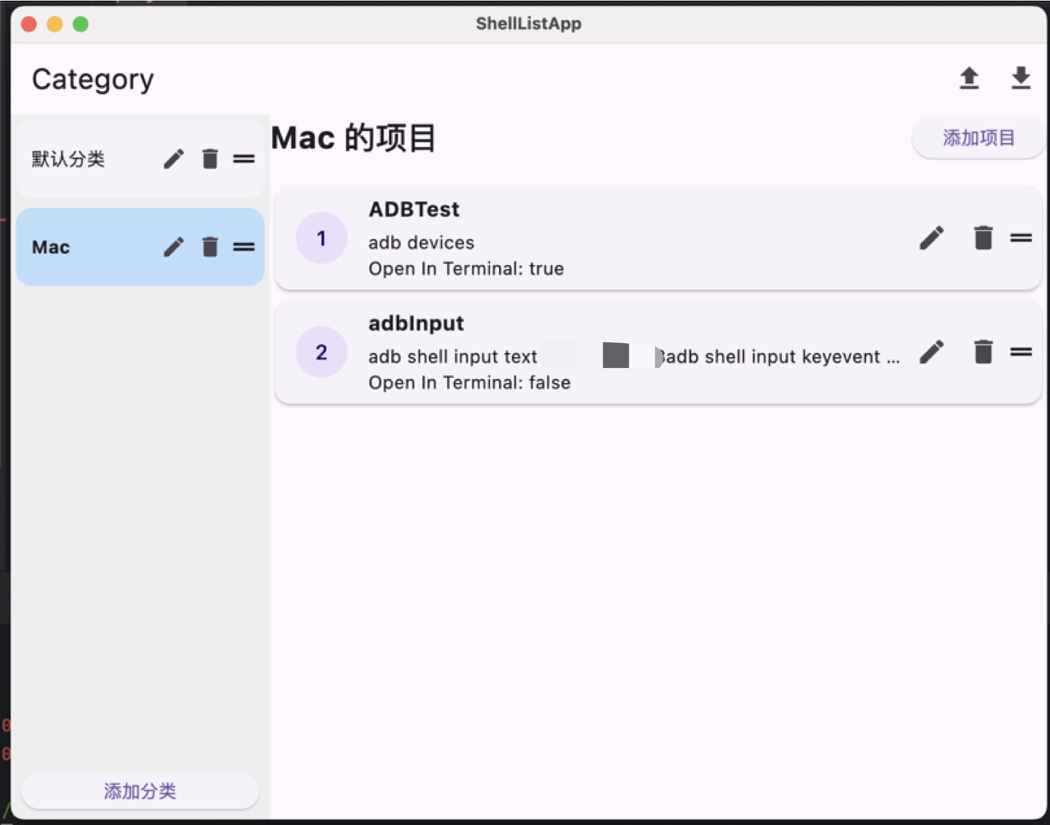 ShellListApp
Category
默认分类
Mac
添加分类
Mac 的项目
添加项目
1
ADBTest
adb devices
Open In Terminal: true
2
adbInput
adb shell input text adb shell input keyevent ...
Open In Terminal: false